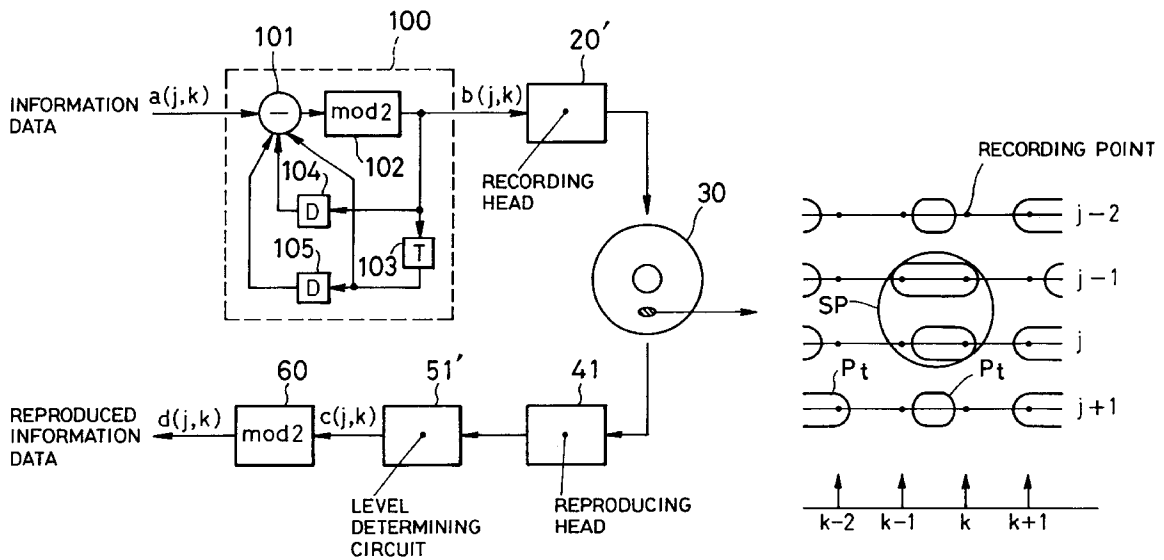 100
101
INFORMATION
DATA
a(j,k)
−
mod2
102
b(j,k)
20'
RECORDING
HEAD
104
D
105
D
103
T
30
RECORDING POINT
j-2
j-1
SP
j
Pt
Pt
j+1
k-2
k-1
k
k+1
REPRODUCED
INFORMATION
DATA
d(j,k)
60
mod2
c(j,k)
51'
LEVEL
DETERMINING
CIRCUIT
41
REPRODUCING
HEAD